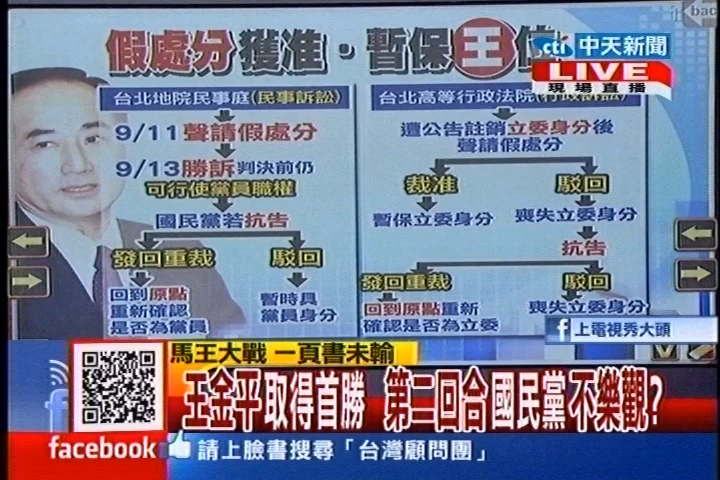 back
cti 中天新聞
LIVE
現場直播
假處分獲准·暫保王位
台北地院民事庭(民事訴訟)
9/11聲請假處分
9/13勝訴 判決前仍
可行使黨員職權
國民黨若抗告
發回重裁
駁回
回到原點
重新確認
是否為黨員
暫時具
黨員身分
台北高等行政法院(行政訴訟)
遭公告註銷立委身分後
聲請假處分
裁准
駁回
暫保立委身分
喪失立委身分
抗告
發回重裁
駁回
回到原點重新
確認是否為立委
喪失立委身分
f 上電視秀大頭
馬王大戰 一頁書未輸
王金平取得首勝 第二回合國民黨不樂觀?
facebook
請上臉書搜尋「台灣顧問團」